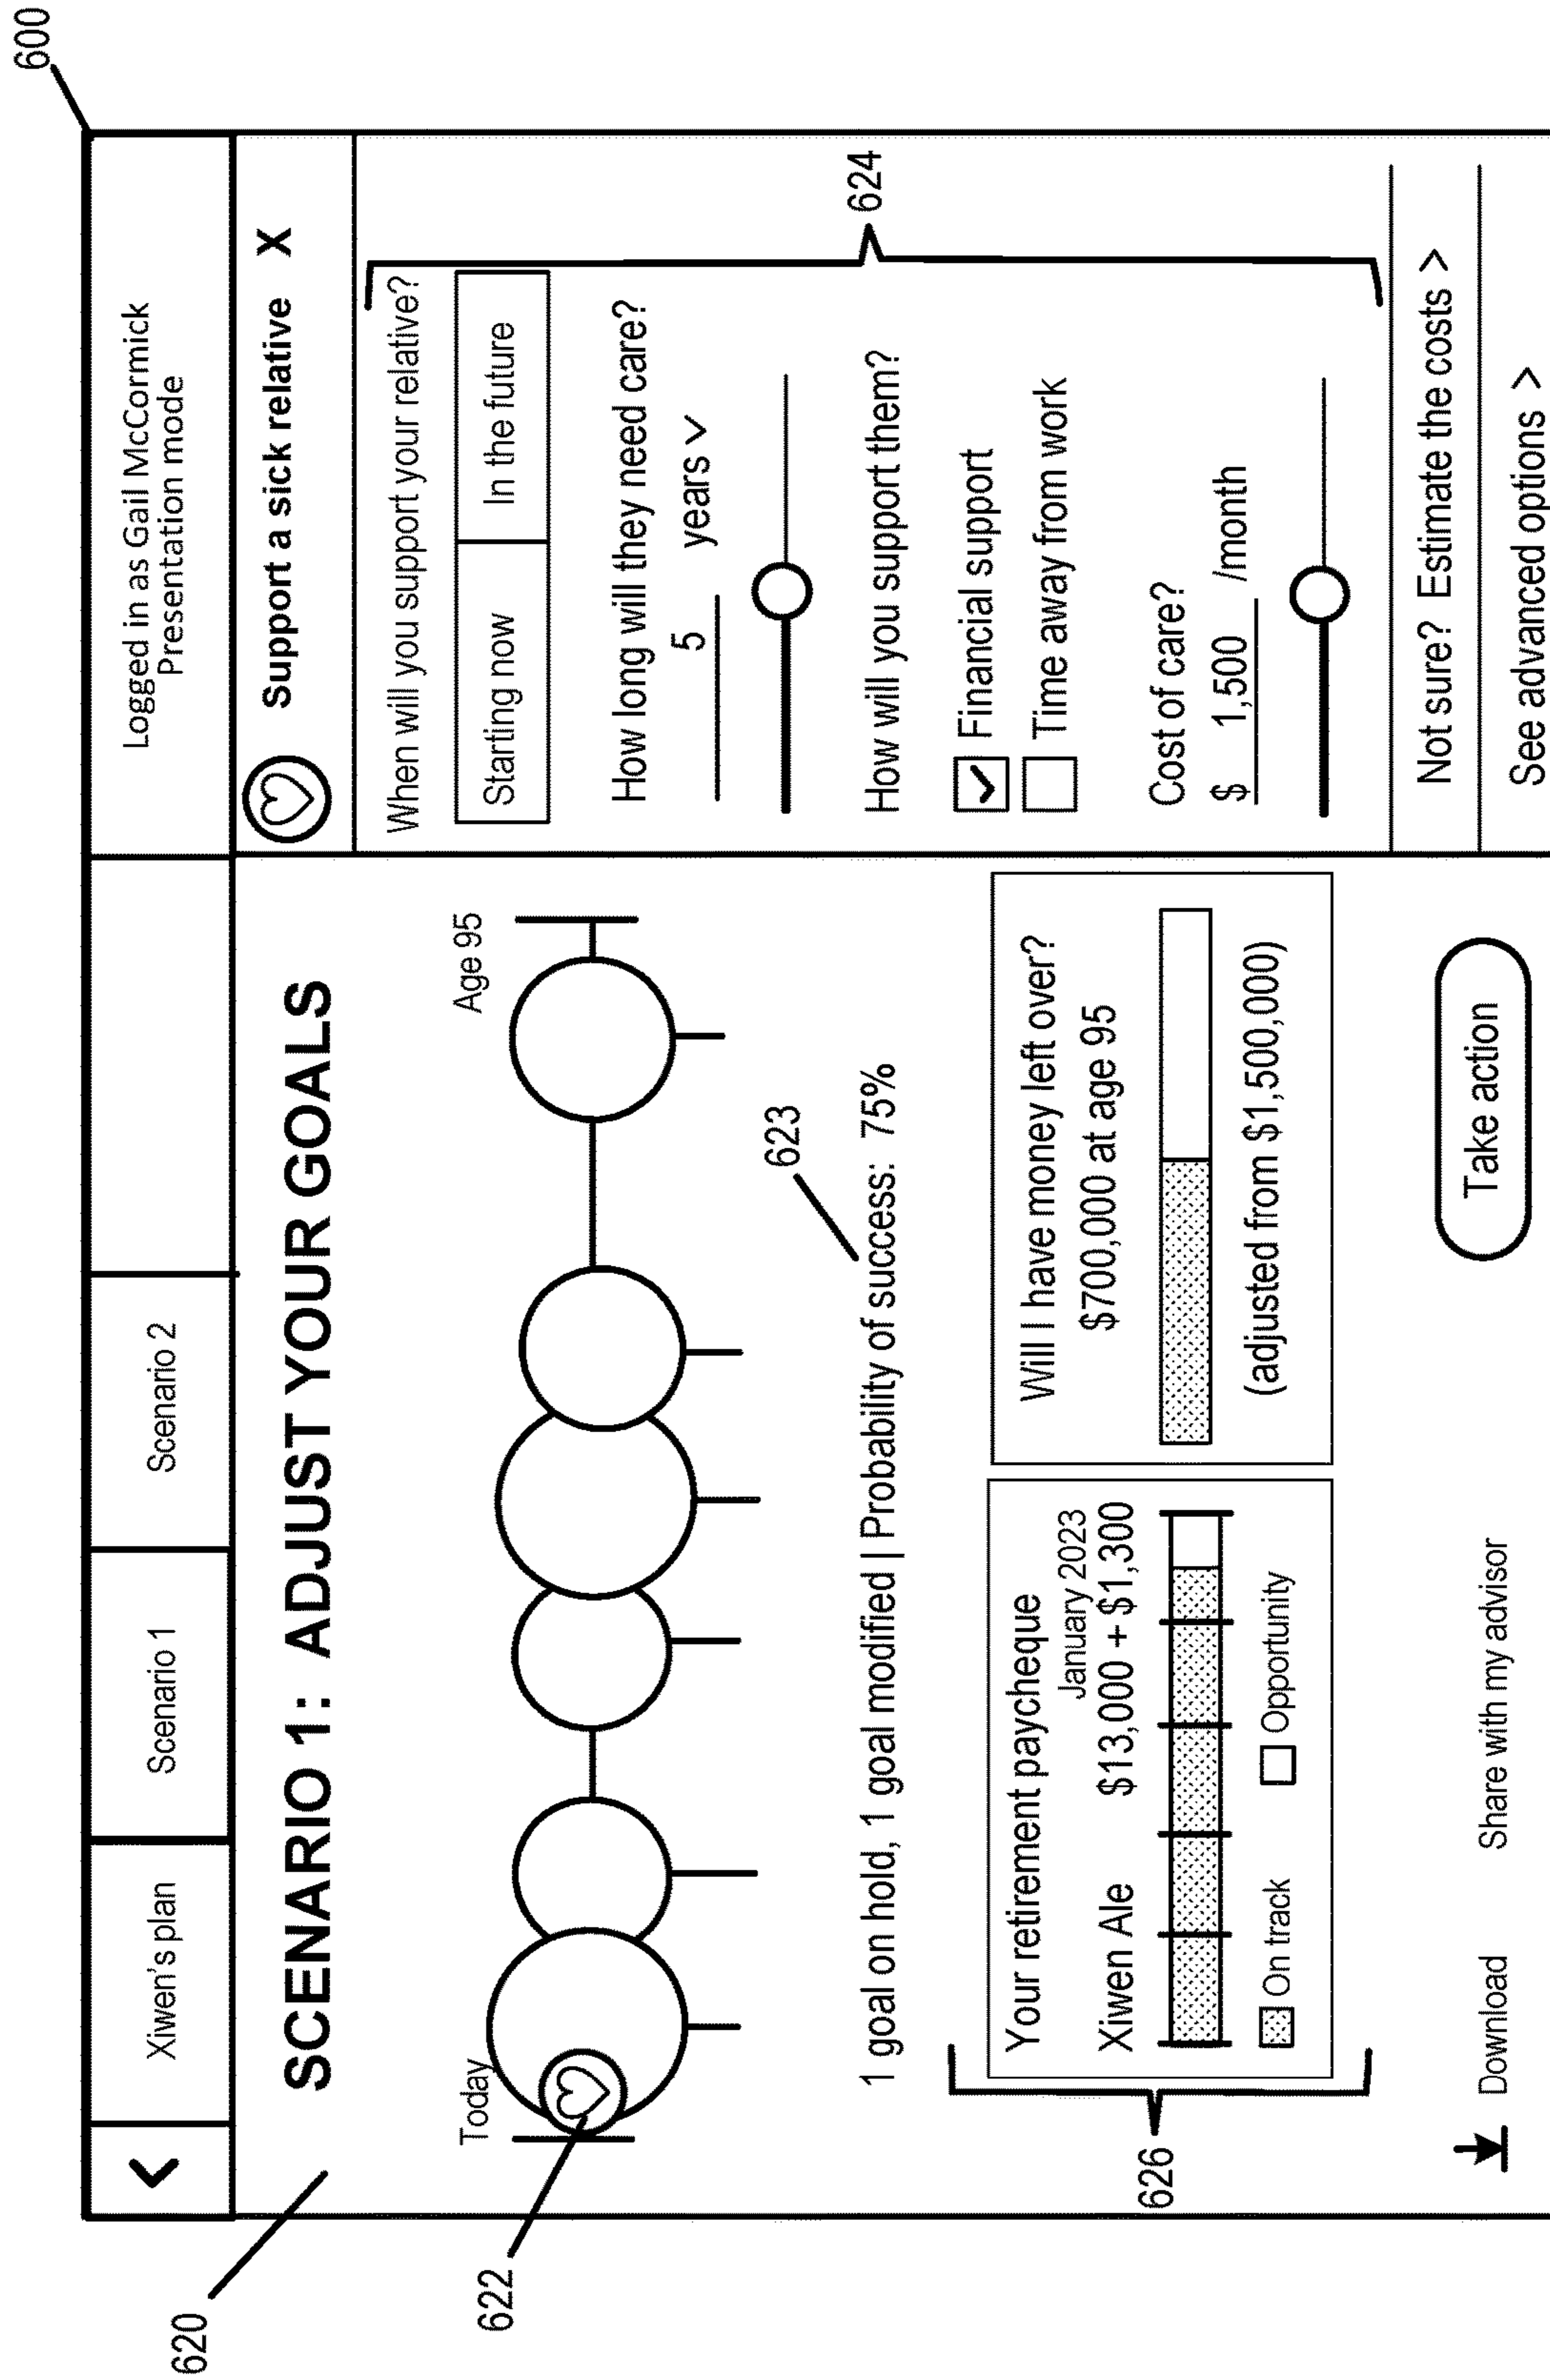 600
Xiwen's plan
Scenario 1
Scenario 2
Logged in as Gail McCormick
Presentation mode
620
SCENARIO 1: ADJUST YOUR GOALS
Today
Age 95
622
623
1 goal on hold, 1 goal modified | Probability of success: 75%
626
Your retirement paycheque
January 2023
Xiwen Ale $13,000 + $1,300
On track
Opportunity
Will I have money left over?
$700,000 at age 95
(adjusted from $1,500,000)
Download
Share with my advisor
Take action
Support a sick relative X
When will you support your relative?
Starting now
In the future
How long will they need care?
5 years
624
How will you support them?
Financial support
Time away from work
Cost of care?
$ 1,500 /month
Not sure? Estimate the costs >
See advanced options >